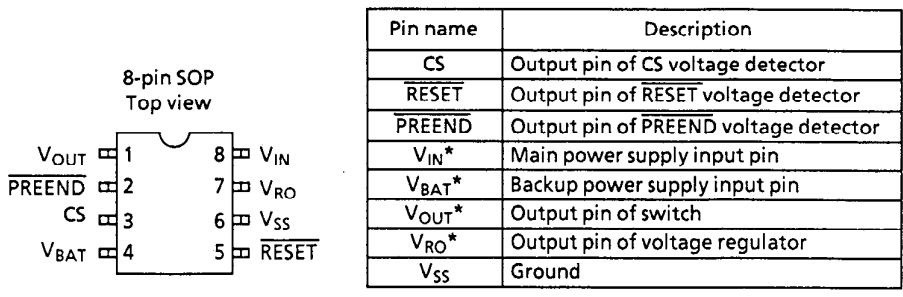 8-pin SOP
Top view
VOUT 1 8 VIN
PREEND 2 7 VRO
CS 3 6 VSS
VBAT 4 5 RESET
Pin name Description
CS Output pin of CS voltage detector
RESET Output pin of RESET voltage detector
PREEND Output pin of PREEND voltage detector
VIN* Main power supply input pin
VBAT* Backup power supply input pin
VOUT* Output pin of switch
VRO* Output pin of voltage regulator
VSS Ground